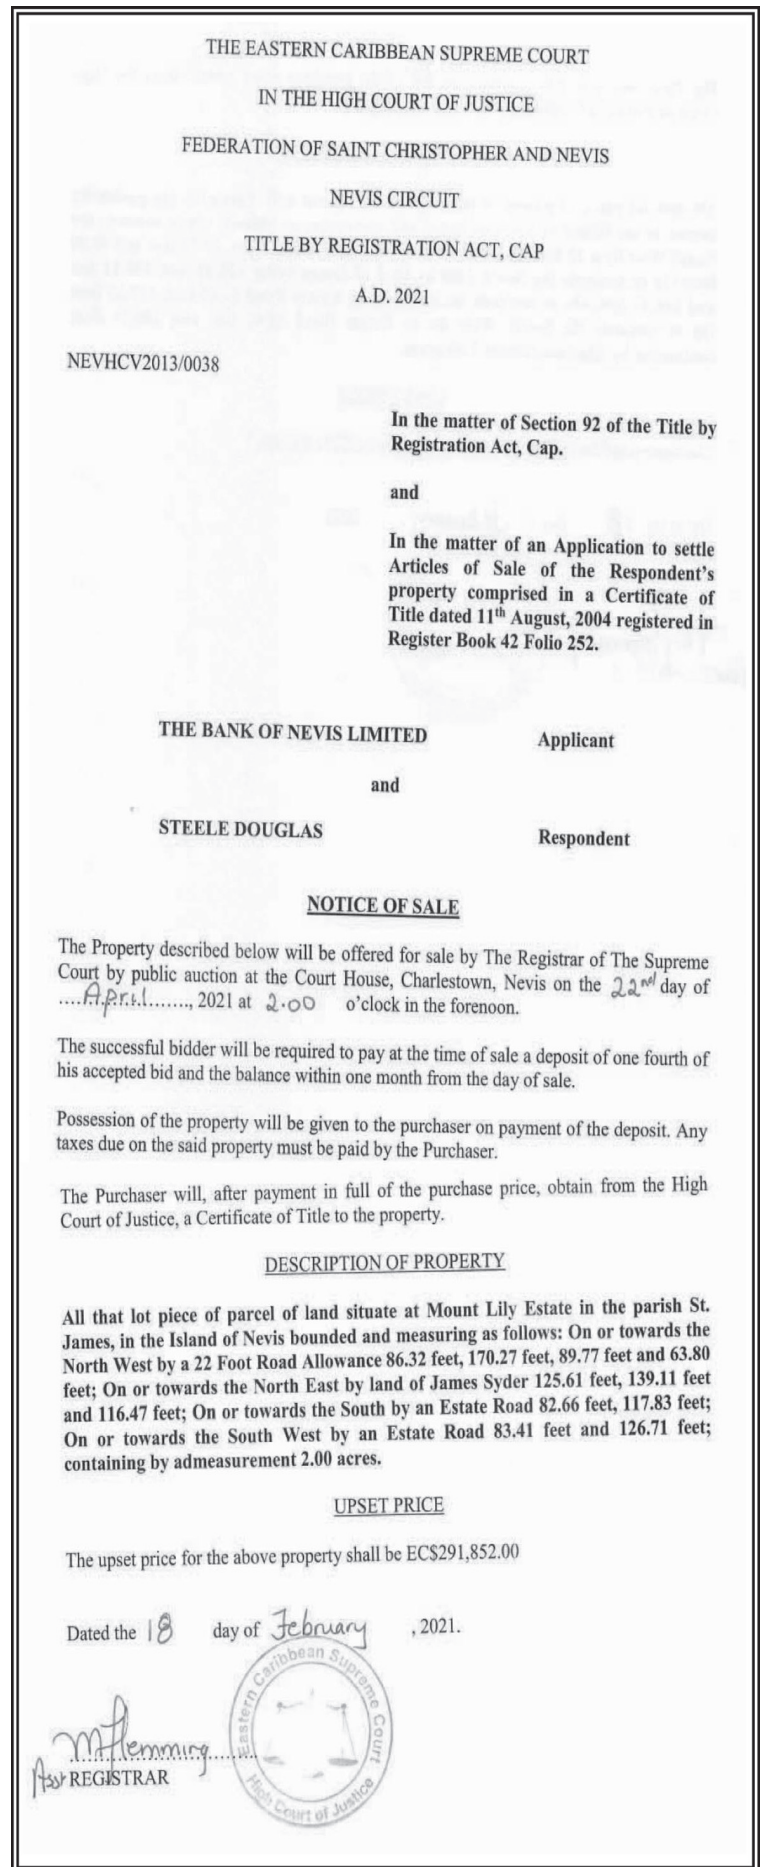 THE EASTERN CARIBBEAN SUPREME COURT
IN THE HIGH COURT OF JUSTICE
FEDERATION OF SAINT CHRISTOPHER AND NEVIS
NEVIS CIRCUIT
TITLE BY REGISTRATION ACT, CAP
A.D. 2021
NEVHCV2013/0038
In the matter of Section 92 of the Title by
Registration Act, Cap.
and
In the matter of an Application to settle
Articles of Sale of the Respondent's
property comprised in a Certificate of
Title dated 11th August, 2004 registered in
Register Book 42 Folio 252.
THE BANK OF NEVIS LIMITED Applicant
and
STEELE DOUGLAS Respondent
NOTICE OF SALE
The Property described below will be offered for sale by The Registrar of The Supreme
Court by public auction at the Court House, Charlestown, Nevis on the 22nd day of
....April......., 2021 at 2.00 o'clock in the forenoon.
The successful bidder will be required to pay at the time of sale a deposit of one fourth of
his accepted bid and the balance within one month from the day of sale.
Possession of the property will be given to the purchaser on payment of the deposit. Any
taxes due on the said property must be paid by the Purchaser.
The Purchaser will, after payment in full of the purchase price, obtain from the High
Court of Justice, a Certificate of Title to the property.
DESCRIPTION OF PROPERTY
All that lot piece of parcel of land situate at Mount Lily Estate in the parish St.
James, in the Island of Nevis bounded and measuring as follows: On or towards the
North West by a 22 Foot Road Allowance 86.32 feet, 170.27 feet, 89.77 feet and 63.80
feet; On or towards the North East by land of James Syder 125.61 feet, 139.11 feet
and 116.47 feet; On or towards the South by an Estate Road 82.66 feet, 117.83 feet;
On or towards the South West by an Estate Road 83.41 feet and 126.71 feet;
containing by admeasurement 2.00 acres.
UPSET PRICE
The upset price for the above property shall be EC$291,852.00
Dated the 18 day of February , 2021.
Eastern Caribbean Supreme Court
High Court of Justice
M Flemming
Asst REGISTRAR